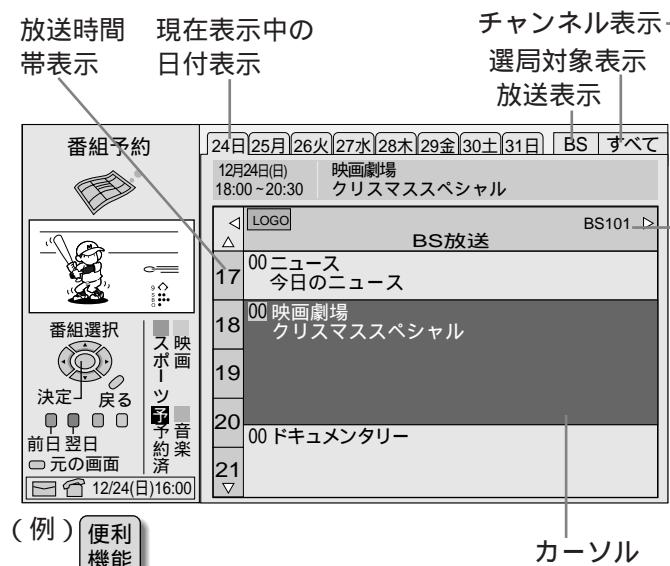 放送時間
帯表示
現在表示中の
日付表示
チャンネル表示
選局対象表示
放送表示
番組予約
24日 25月 26火 27水 28木 29金 30土 31日 BS すべて
12月24日(日) 映画劇場
18:00~20:30 クリスマススペシャル
LOGO BS101
BS放送
17 00 ニュース
今日のニュース
18 00 映画劇場
クリスマススペシャル
19
20
00 ドキュメンタリー
21
番組選択
決定
戻る
前日 翌日
元の画面
映画
スポーツ
音楽
予 予約済
12/24(日)16:00
(例)
便利
機能
カーソル